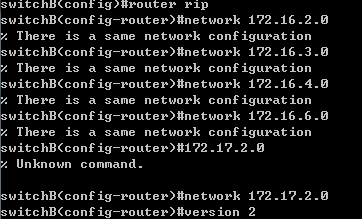 switchB(config)#router rip
switchB(config-router)#network 172.16.2.0
% There is a same network configuration
switchB(config-router)#network 172.16.3.0
% There is a same network configuration
switchB(config-router)#network 172.16.4.0
% There is a same network configuration
switchB(config-router)#network 172.16.6.0
% There is a same network configuration
switchB(config-router)#172.17.2.0
% Unknown command.
switchB(config-router)#network 172.17.2.0
switchB(config-router)#version 2